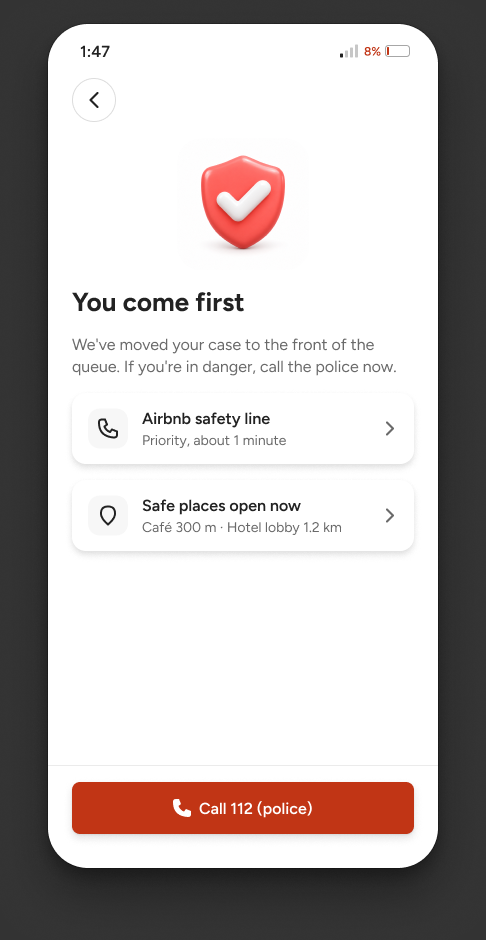 1:47
8%
You come first
We've moved your case to the front of the
queue. If you're in danger, call the police now.
Airbnb safety line
Priority, about 1 minute
Safe places open now
Café 300 m · Hotel lobby 1.2 km
Call 112 (police)